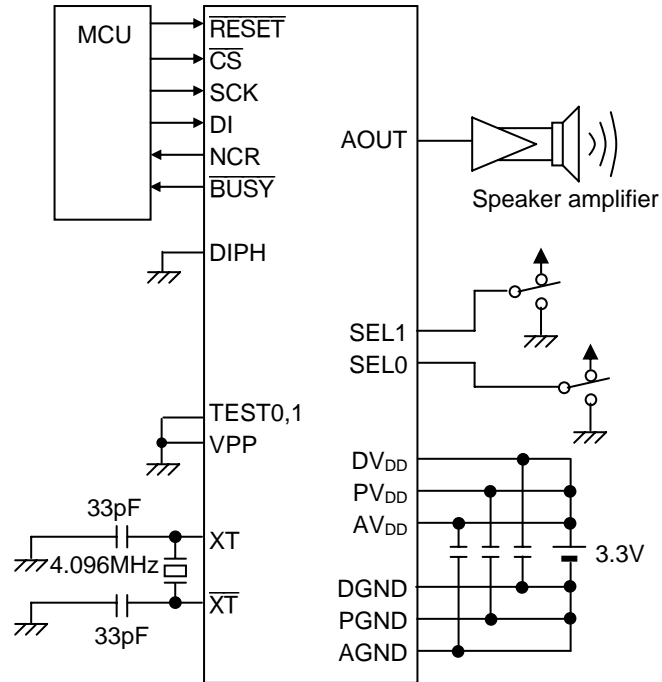 MCU
RESET
CS
SCK
DI
NCR
BUSY
DIPH
TEST0,1
VPP
33pF
XT
4.096MHz
XT
33pF
AOUT
Speaker amplifier
SEL1
SEL0
DVDD
PVDD
AVDD
3.3V
DGND
PGND
AGND